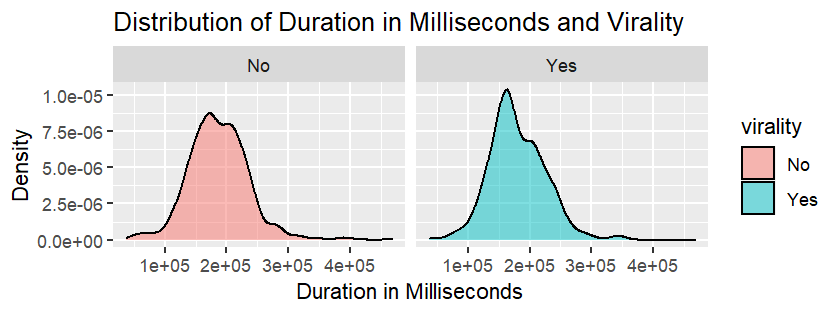 Distribution of Duration in Milliseconds and Virality
No
Yes
1.0e-05
7.5e-06
5.0e-06
2.5e-06
0.0e+00
Density
1e+05 2e+05 3e+05 4e+05
1e+05 2e+05 3e+05 4e+05
Duration in Milliseconds
virality
No
Yes